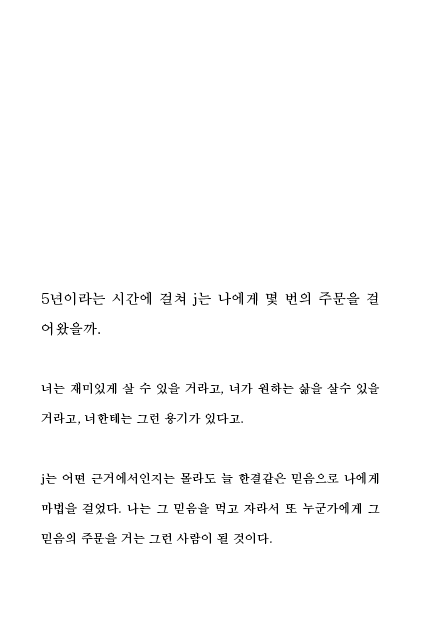 5년이라는 시간에 걸쳐 j는 나에게 몇 번의 주문을 걸
어왔을까.
너는 재미있게 살 수 있을 거라고, 너가 원하는 삶을 살수 있을
거라고, 너한테는 그런 용기가 있다고.
j는 어떤 근거에서인지는 몰라도 늘 한결같은 믿음으로 나에게
마법을 걸었다. 나는 그 믿음을 먹고 자라서 또 누군가에게 그
믿음의 주문을 거는 그런 사람이 될 것이다.